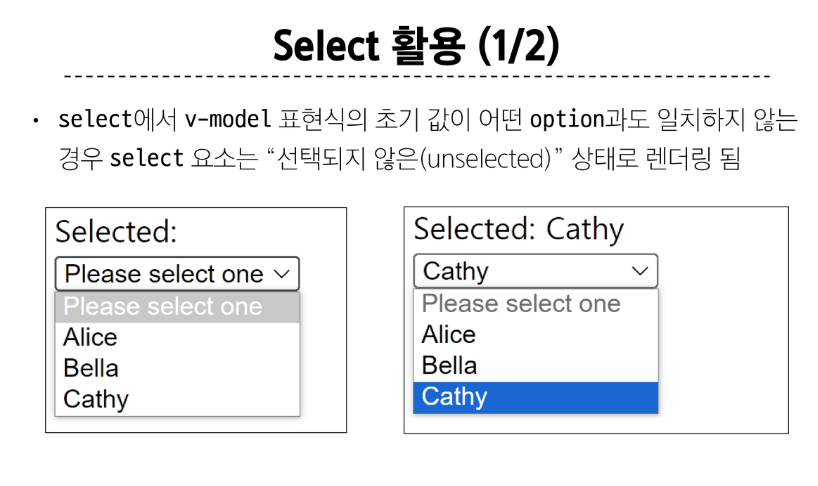 Select 활용 (1/2)
• select에서 v-model 표현식의 초기 값이 어떤 option과도 일치하지 않는
경우 select 요소는 “선택되지 않은(unselected)” 상태로 렌더링 됨
Selected:
Please select one
Please select one
Alice
Bella
Cathy
Selected: Cathy
Cathy
Please select one
Alice
Bella
Cathy